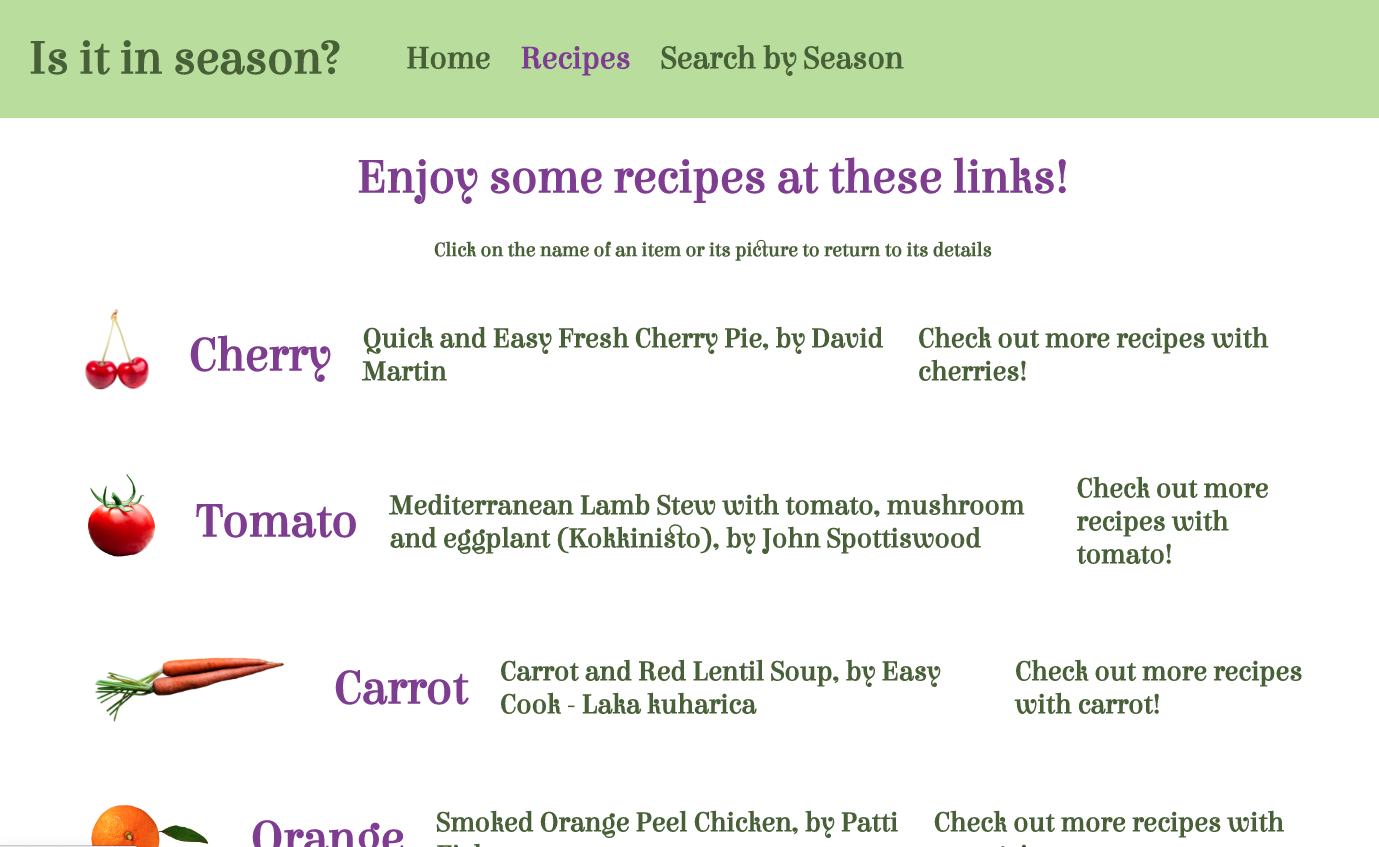 Is it in season? Home Recipes Search by Season
Enjoy some recipes at these links!
Click on the name of an item or its picture to return to its details
Cherry
Quick and Easy Fresh Cherry Pie, by David
Martin
Check out more recipes with
cherries!
Tomato
Mediterranean Lamb Stew with tomato, mushroom
and eggplant (Kokkinisto), by John Spottiswood
Check out more
recipes with
tomato!
Carrot
Carrot and Red Lentil Soup, by Easy
Cook - Laka kuharica
Check out more recipes
with carrot!
Orange
Smoked Orange Peel Chicken, by Patti
Check out more recipes with